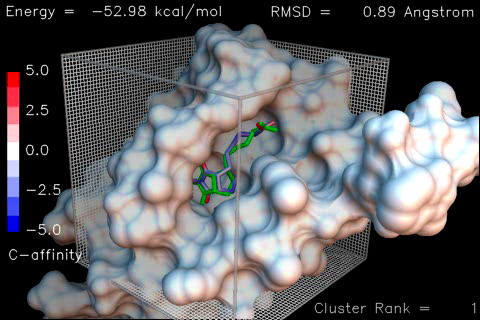 Energy = −52.98 kcal/mol
RMSD = 0.89 Angstrom
5.0
2.5
0.0
−2.5
−5.0
C-affinity
Cluster Rank = 1